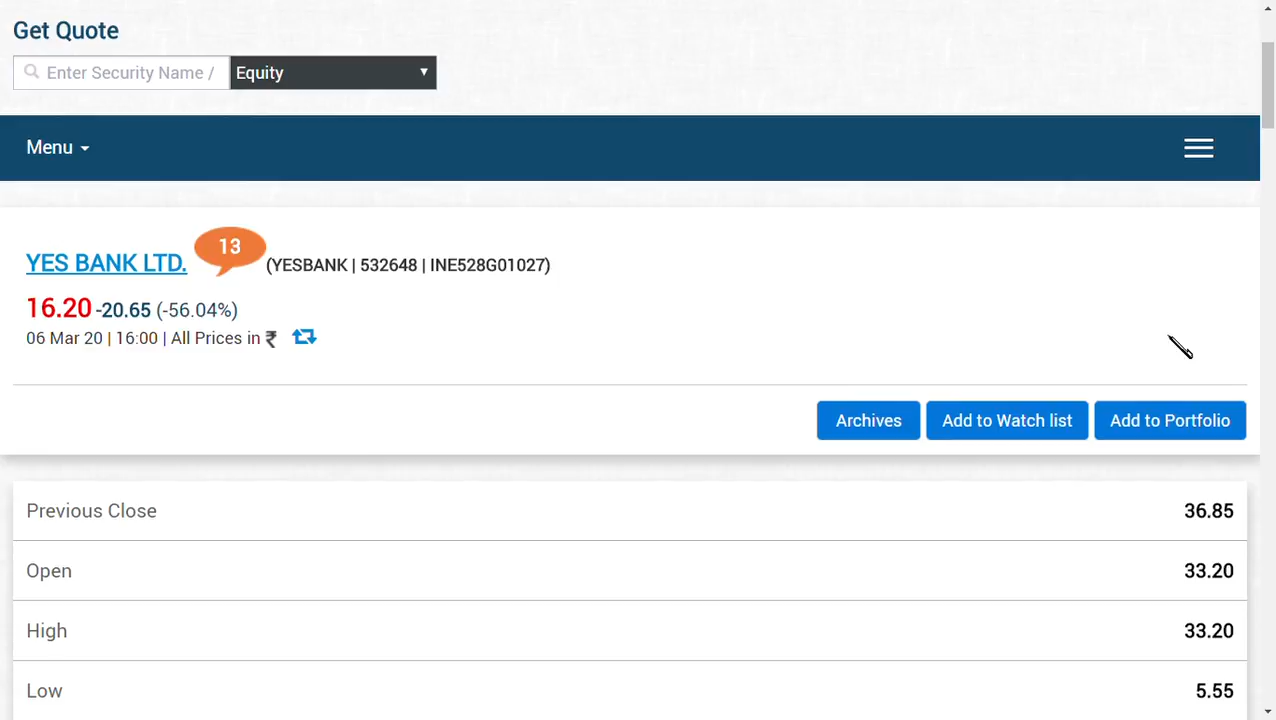 Get Quote
Enter Security Name /
Equity
Menu
YES BANK LTD. 13 (YESBANK | 532648 | INE528G01027)
16.20 -20.65 (-56.04%)
06 Mar 20 | 16:00 | All Prices in ₹
Archives
Add to Watch list
Add to Portfolio
Previous Close 36.85
Open 33.20
High 33.20
Low 5.55